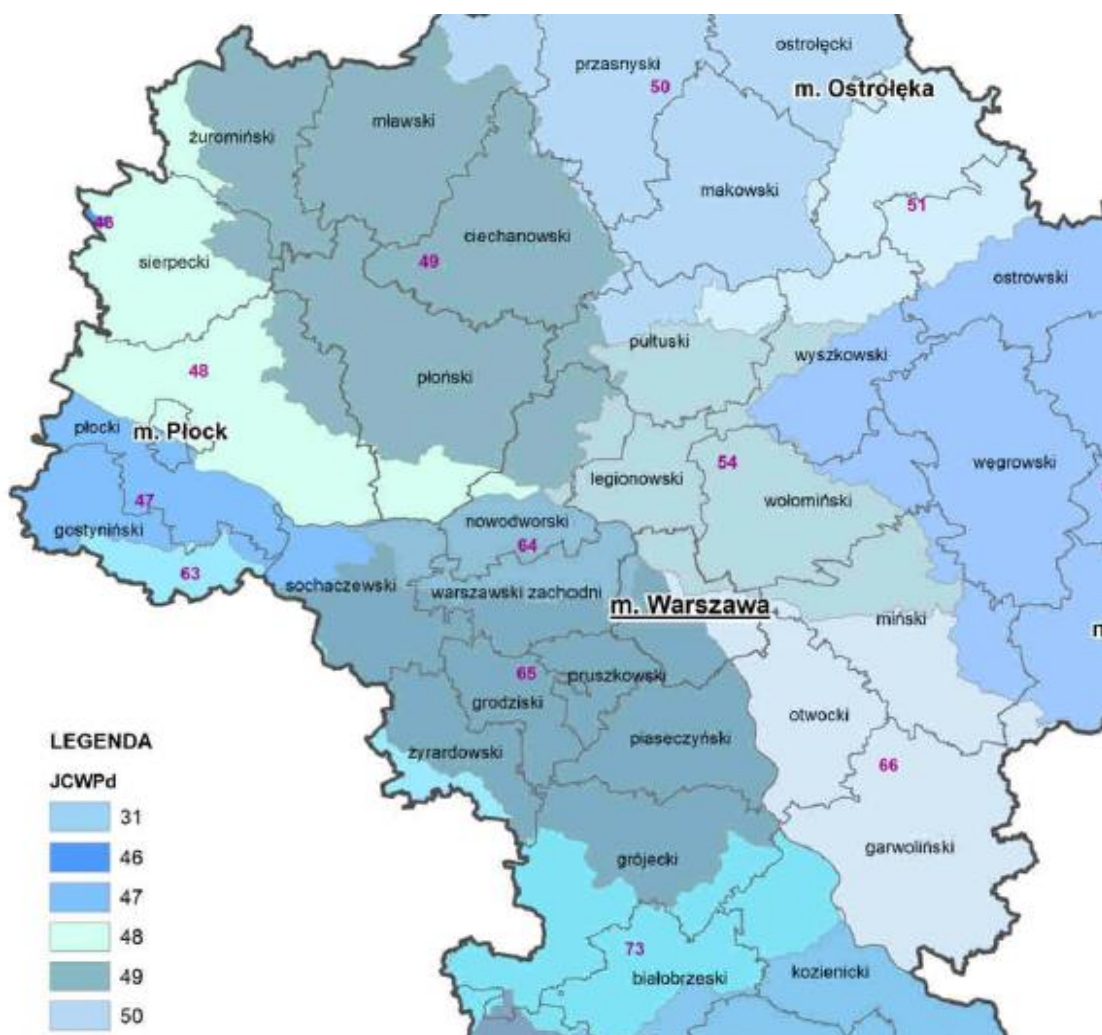 ostrołęcki
przasnyski
50
m. Ostrołęka
mławski
żuromiński
makowski
51
46
ciechanowski
49
sierpecki
ostrowski
pułtuski
wyszkowski
48
płoński
płocki
m. Płock
54
węgrowski
legionowski
wołomiński
47
gostyniński
nowodworski
64
63
sochaczewski
warszawski zachodni
m. Warszawa
miński
65
pruszkowski
grodziski
otwocki
piaseczyński
żyrardowski
66
garwoliński
grójecki
73
białobrzeski
kozienicki
LEGENDA
JCWPd
31
46
47
48
49
50